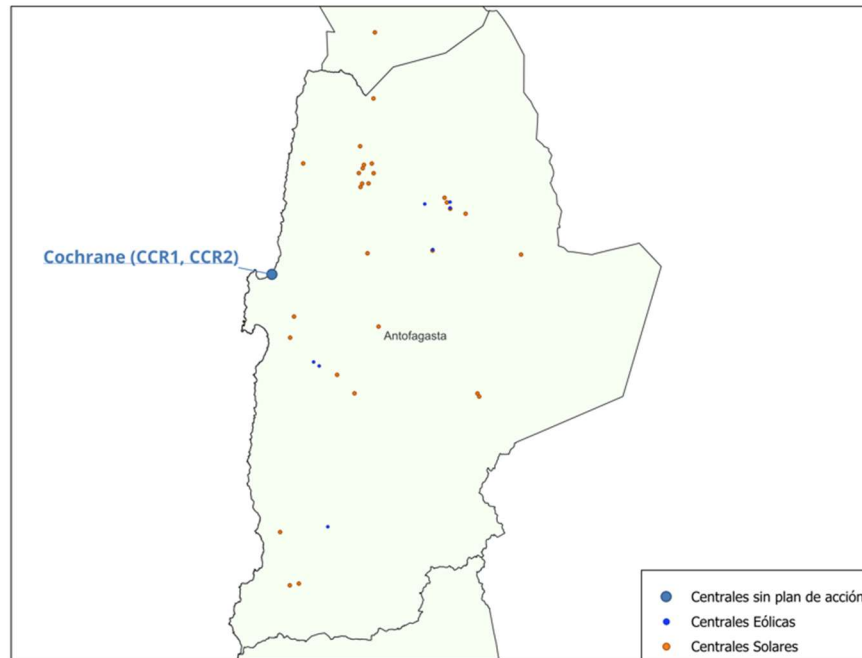 Cochrane (CCR1, CCR2)
Antofagasta
Centrales sin plan de acción
Centrales Eólicas
Centrales Solares